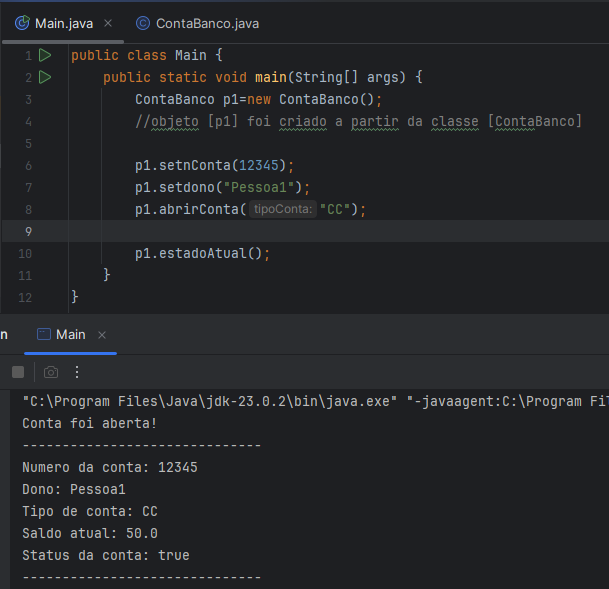 Main.java ContaBanco.java
1 public class Main {
2 public static void main(String[] args) {
3 ContaBanco p1=new ContaBanco();
4 //objeto [p1] foi criado a partir da classe [ContaBanco]
5
6 p1.setnConta(12345);
7 p1.setdono("Pessoa1");
8 p1.abrirConta( tipoConta: "CC");
9
10 p1.estadoAtual();
11 }
12 }
n Main
"C:\Program Files\Java\jdk-23.0.2\bin\java.exe" "-javaagent:C:\Program Fi
Conta foi aberta!
------------------------------
Numero da conta: 12345
Dono: Pessoa1
Tipo de conta: CC
Saldo atual: 50.0
Status da conta: true
------------------------------